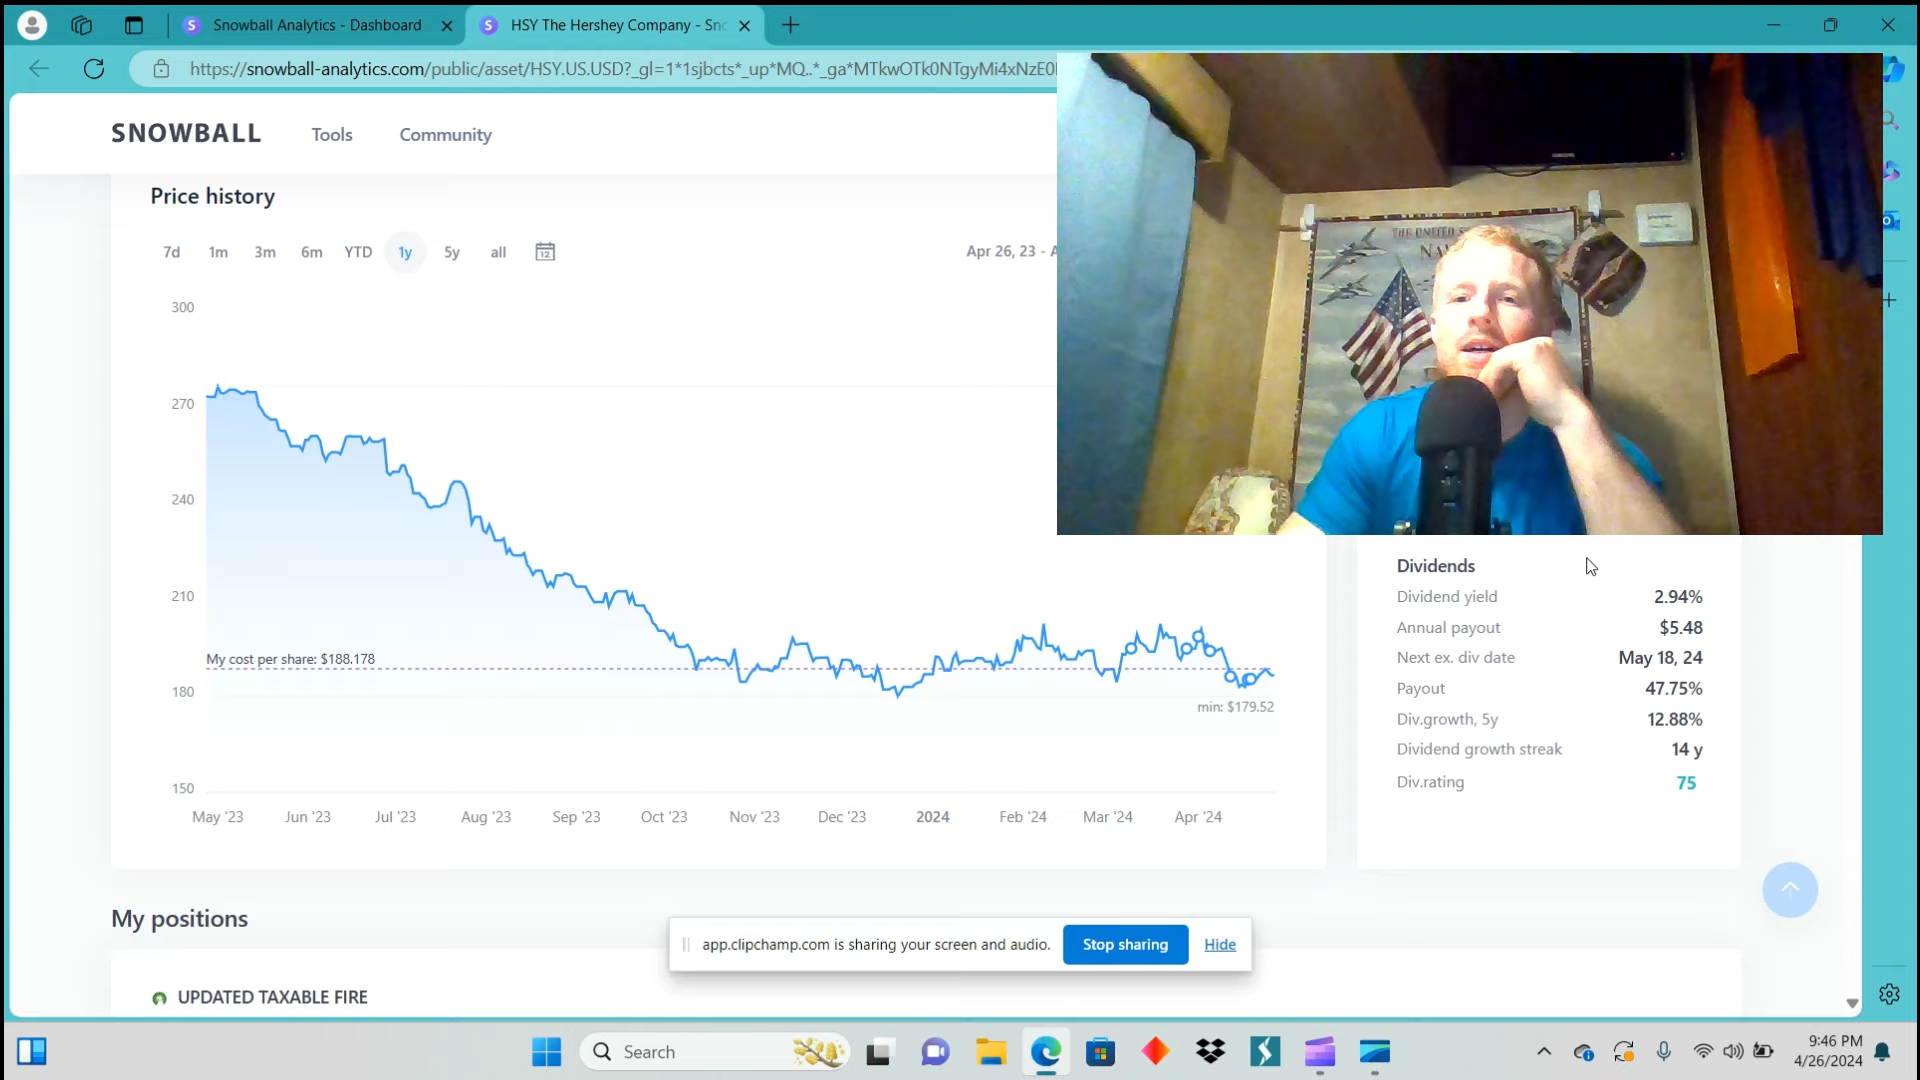 Snowball Analytics - Dashboard
HSY The Hershey Company - Sno
https://snowball-analytics.com/public/asset/HSY.US.USD?_gl=1*1sjbcts*_up*MQ..*_ga*MTkwOTk0NTgyMi4xNzE0
SNOWBALL
Tools
Community
Price history
7d 1m 3m 6m YTD 1y 5y all
Apr 26, 23 - A
300
270
240
210
180
150
My cost per share: $188.178
min: $179.52
May '23 Jun '23 Jul '23 Aug '23 Sep '23 Oct '23 Nov '23 Dec '23 2024 Feb '24 Mar '24 Apr '24
THE UNITED S
NA
Dividends
Dividend yield 2.94%
Annual payout $5.48
Next ex. div date May 18, 24
Payout 47.75%
Div.growth, 5y 12.88%
Dividend growth streak 14 y
Div.rating 75
My positions
app.clipchamp.com is sharing your screen and audio.
Stop sharing
Hide
UPDATED TAXABLE FIRE
Search
9:46 PM
4/26/2024